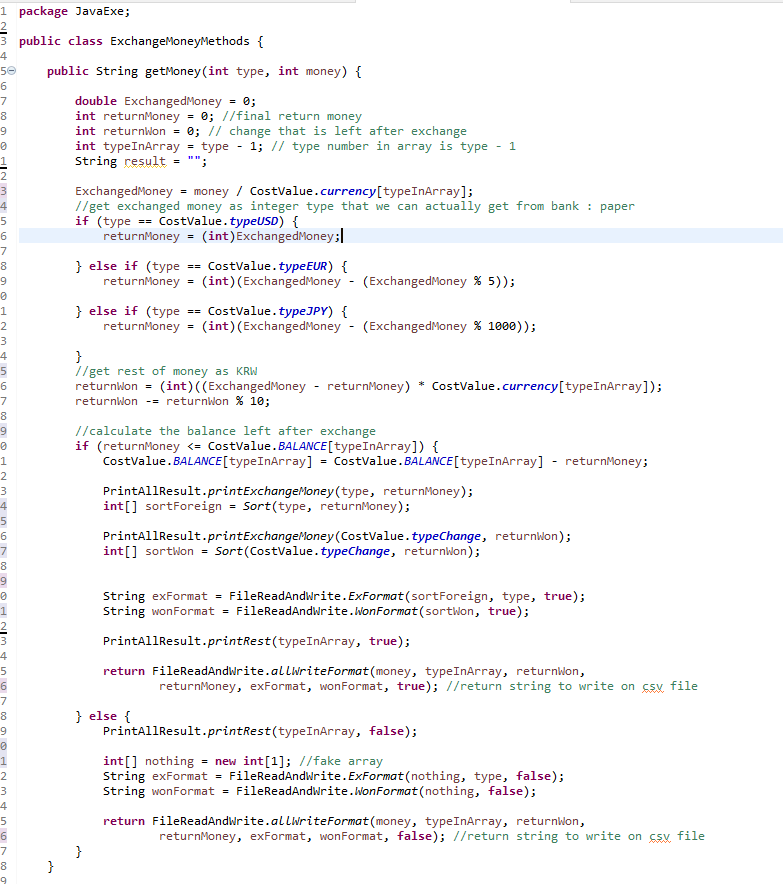 1 package JavaExe;
2
3 public class ExchangeMoneyMethods {
4
5 public String getMoney(int type, int money) {
6
7 double ExchangedMoney = 0;
8 int returnMoney = 0; //final return money
9 int returnWon = 0; // change that is left after exchange
0 int typeInArray = type - 1; // type number in array is type - 1
1 String result = "";
2
3 ExchangedMoney = money / CostValue.currency[typeInArray];
4 //get exchanged money as integer type that we can actually get from bank : paper
5 if (type == CostValue.typeUSD) {
6 returnMoney = (int)ExchangedMoney;
7
8 } else if (type == CostValue.typeEUR) {
9 returnMoney = (int)(ExchangedMoney - (ExchangedMoney % 5));
0
1 } else if (type == CostValue.typeJPY) {
2 returnMoney = (int)(ExchangedMoney - (ExchangedMoney % 1000));
3
4 }
5 //get rest of money as KRW
6 returnWon = (int)((ExchangedMoney - returnMoney) * CostValue.currency[typeInArray]);
7 returnWon -= returnWon % 10;
8
9 //calculate the balance left after exchange
0 if (returnMoney <= CostValue.BALANCE[typeInArray]) {
1 CostValue.BALANCE[typeInArray] = CostValue.BALANCE[typeInArray] - returnMoney;
2
3 PrintAllResult.printExchangeMoney(type, returnMoney);
4 int[] sortForeign = Sort(type, returnMoney);
5
6 PrintAllResult.printExchangeMoney(CostValue.typeChange, returnWon);
7 int[] sortWon = Sort(CostValue.typeChange, returnWon);
8
9
0 String exFormat = FileReadAndWrite.ExFormat(sortForeign, type, true);
1 String wonFormat = FileReadAndWrite.WonFormat(sortWon, true);
2
3 PrintAllResult.printRest(typeInArray, true);
4
5 return FileReadAndWrite.allWriteFormat(money, typeInArray, returnWon,
6 returnMoney, exFormat, wonFormat, true); //return string to write on csv file
7
8 } else {
9 PrintAllResult.printRest(typeInArray, false);
0
1 int[] nothing = new int[1]; //fake array
2 String exFormat = FileReadAndWrite.ExFormat(nothing, type, false);
3 String wonFormat = FileReadAndWrite.WonFormat(nothing, false);
4
5 return FileReadAndWrite.allWriteFormat(money, typeInArray, returnWon,
6 returnMoney, exFormat, wonFormat, false); //return string to write on csv file
7 }
8 }
9